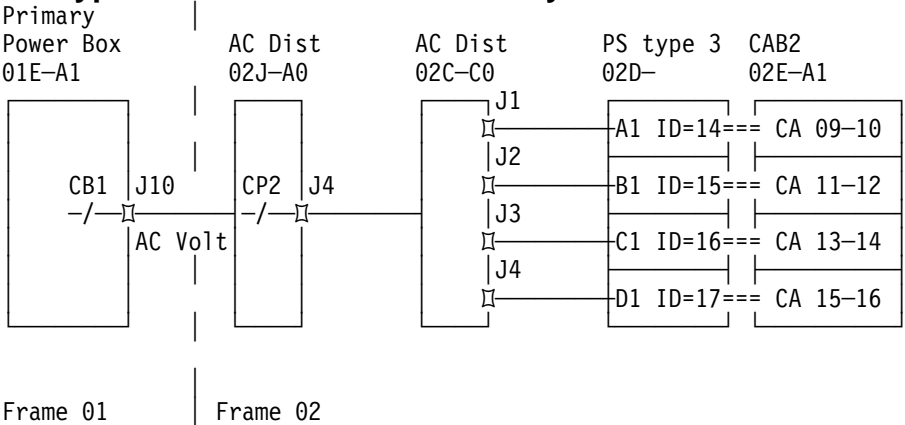 Primary
Power Box AC Dist AC Dist PS type 3 CAB2
01E—A1 02J—A0 02C—C0 02D— 02E—A1
J1
A1 ID=14=== CA 09—10
J2
CB1 J10 CP2 J4 B1 ID=15=== CA 11—12
J3
AC Volt C1 ID=16=== CA 13—14
J4
D1 ID=17=== CA 15—16
Frame 01 Frame 02